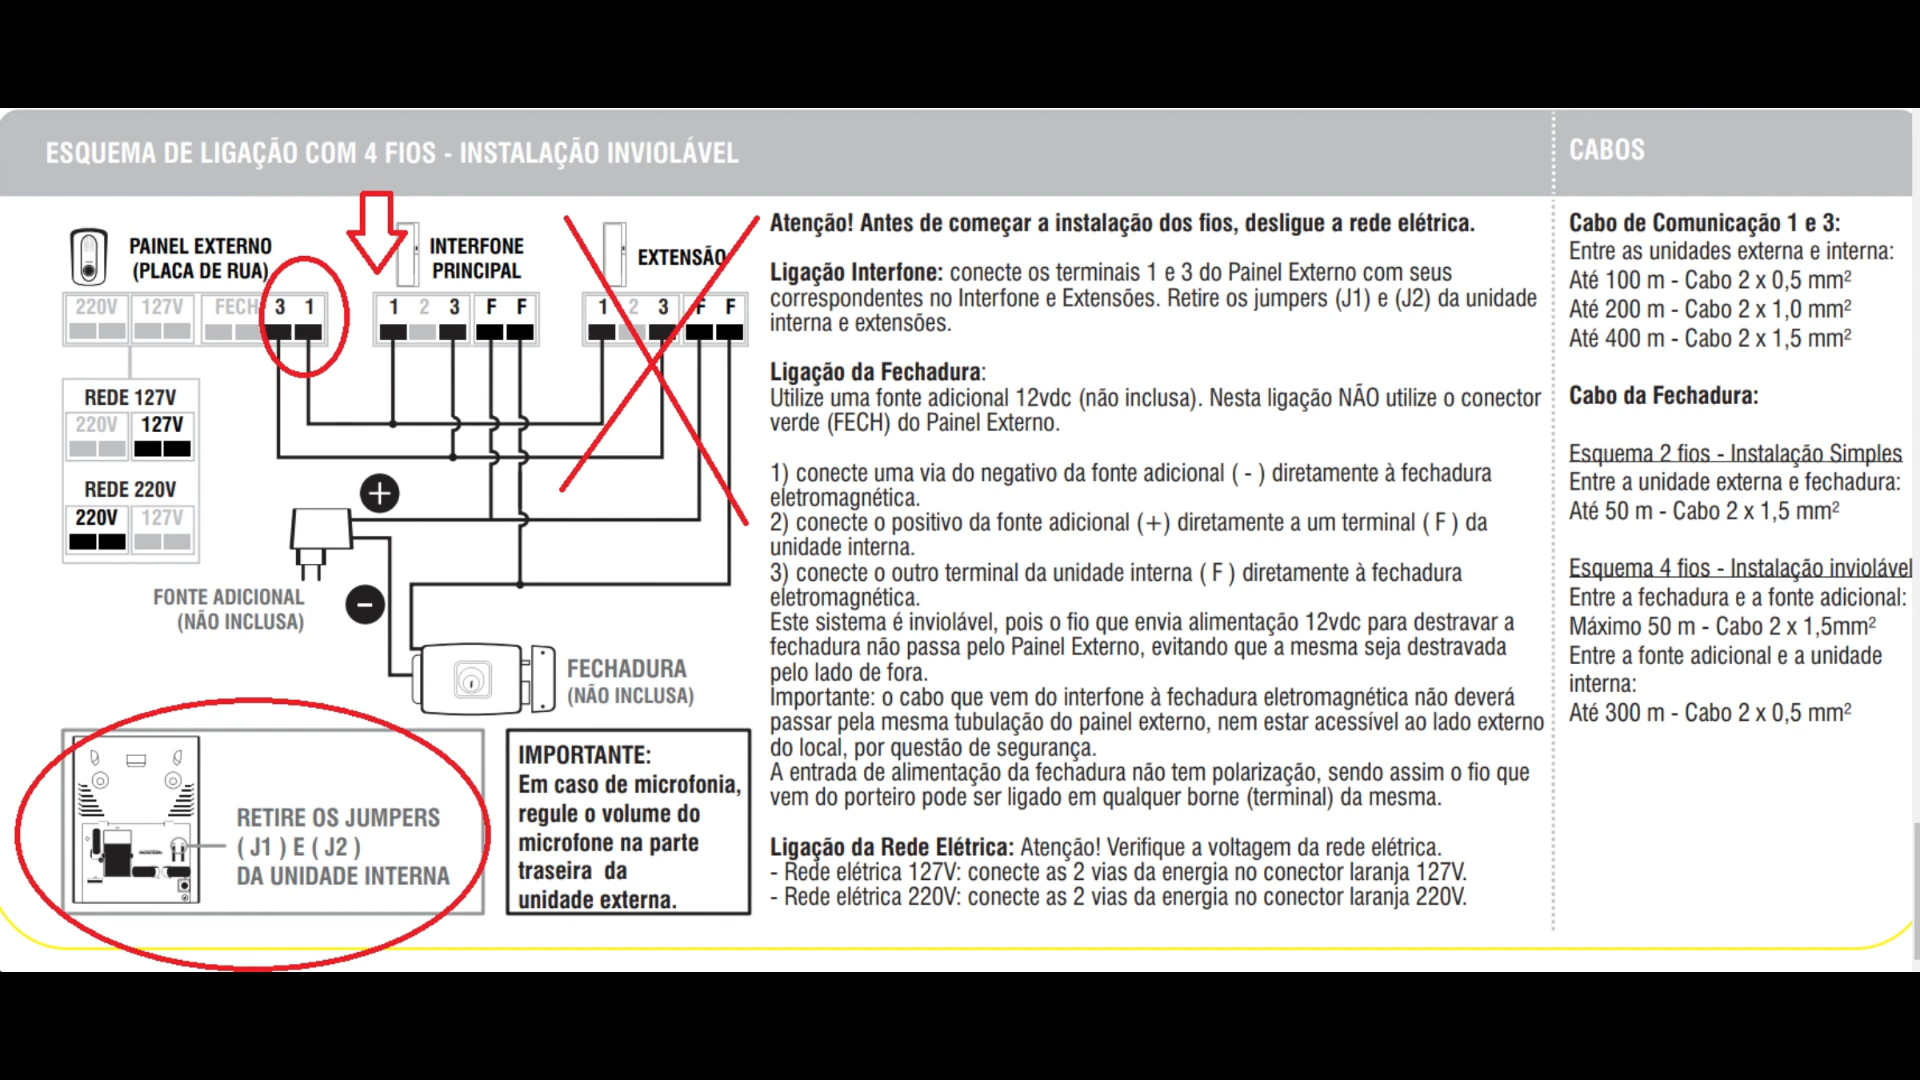 ESQUEMA DE LIGAÇÃO COM 4 FIOS - INSTALAÇÃO INVIOLÁVEL
PAINEL EXTERNO
(PLACA DE RUA)
220V 127V FECH 3 1
INTERFONE
PRINCIPAL
1 2 3 F F
EXTENSÃO
1 2 3 F F
REDE 127V
220V 127V
REDE 220V
220V 127V
+
-
FONTE ADICIONAL
(NÃO INCLUSA)
FECHADURA
(NÃO INCLUSA)
RETIRE OS JUMPERS
( J1 ) E ( J2 )
DA UNIDADE INTERNA
IMPORTANTE:
Em caso de microfonia,
regule o volume do
microfone na parte
traseira da
unidade externa.
Atenção! Antes de começar a instalação dos fios, desligue a rede elétrica.
Ligação Interfone: conecte os terminais 1 e 3 do Painel Externo com seus
correspondentes no Interfone e Extensões. Retire os jumpers (J1) e (J2) da unidade
interna e extensões.
Ligação da Fechadura:
Utilize uma fonte adicional 12vdc (não inclusa). Nesta ligação NÃO utilize o conector
verde (FECH) do Painel Externo.
1) conecte uma via do negativo da fonte adicional ( - ) diretamente à fechadura
eletromagnética.
2) conecte o positivo da fonte adicional (+) diretamente a um terminal ( F ) da
unidade interna.
3) conecte o outro terminal da unidade interna ( F ) diretamente à fechadura
eletromagnética.
Este sistema é inviolável, pois o fio que envia alimentação 12vdc para destravar a
fechadura não passa pelo Painel Externo, evitando que a mesma seja destravada
pelo lado de fora.
Importante: o cabo que vem do interfone à fechadura eletromagnética não deverá
passar pela mesma tubulação do painel externo, nem estar acessível ao lado externo
do local, por questão de segurança.
A entrada de alimentação da fechadura não tem polarização, sendo assim o fio que
vem do porteiro pode ser ligado em qualquer borne (terminal) da mesma.
Ligação da Rede Elétrica: Atenção! Verifique a voltagem da rede elétrica.
- Rede elétrica 127V: conecte as 2 vias da energia no conector laranja 127V.
- Rede elétrica 220V: conecte as 2 vias da energia no conector laranja 220V.
CABOS
Cabo de Comunicação 1 e 3:
Entre as unidades externa e interna:
Até 100 m - Cabo 2 x 0,5 mm²
Até 200 m - Cabo 2 x 1,0 mm²
Até 400 m - Cabo 2 x 1,5 mm²
Cabo da Fechadura:
Esquema 2 fios - Instalação Simples
Entre a unidade externa e fechadura:
Até 50 m - Cabo 2 x 1,5 mm²
Esquema 4 fios - Instalação inviolável
Entre a fechadura e a fonte adicional:
Máximo 50 m - Cabo 2 x 1,5mm²
Entre a fonte adicional e a unidade
interna:
Até 300 m - Cabo 2 x 0,5 mm²